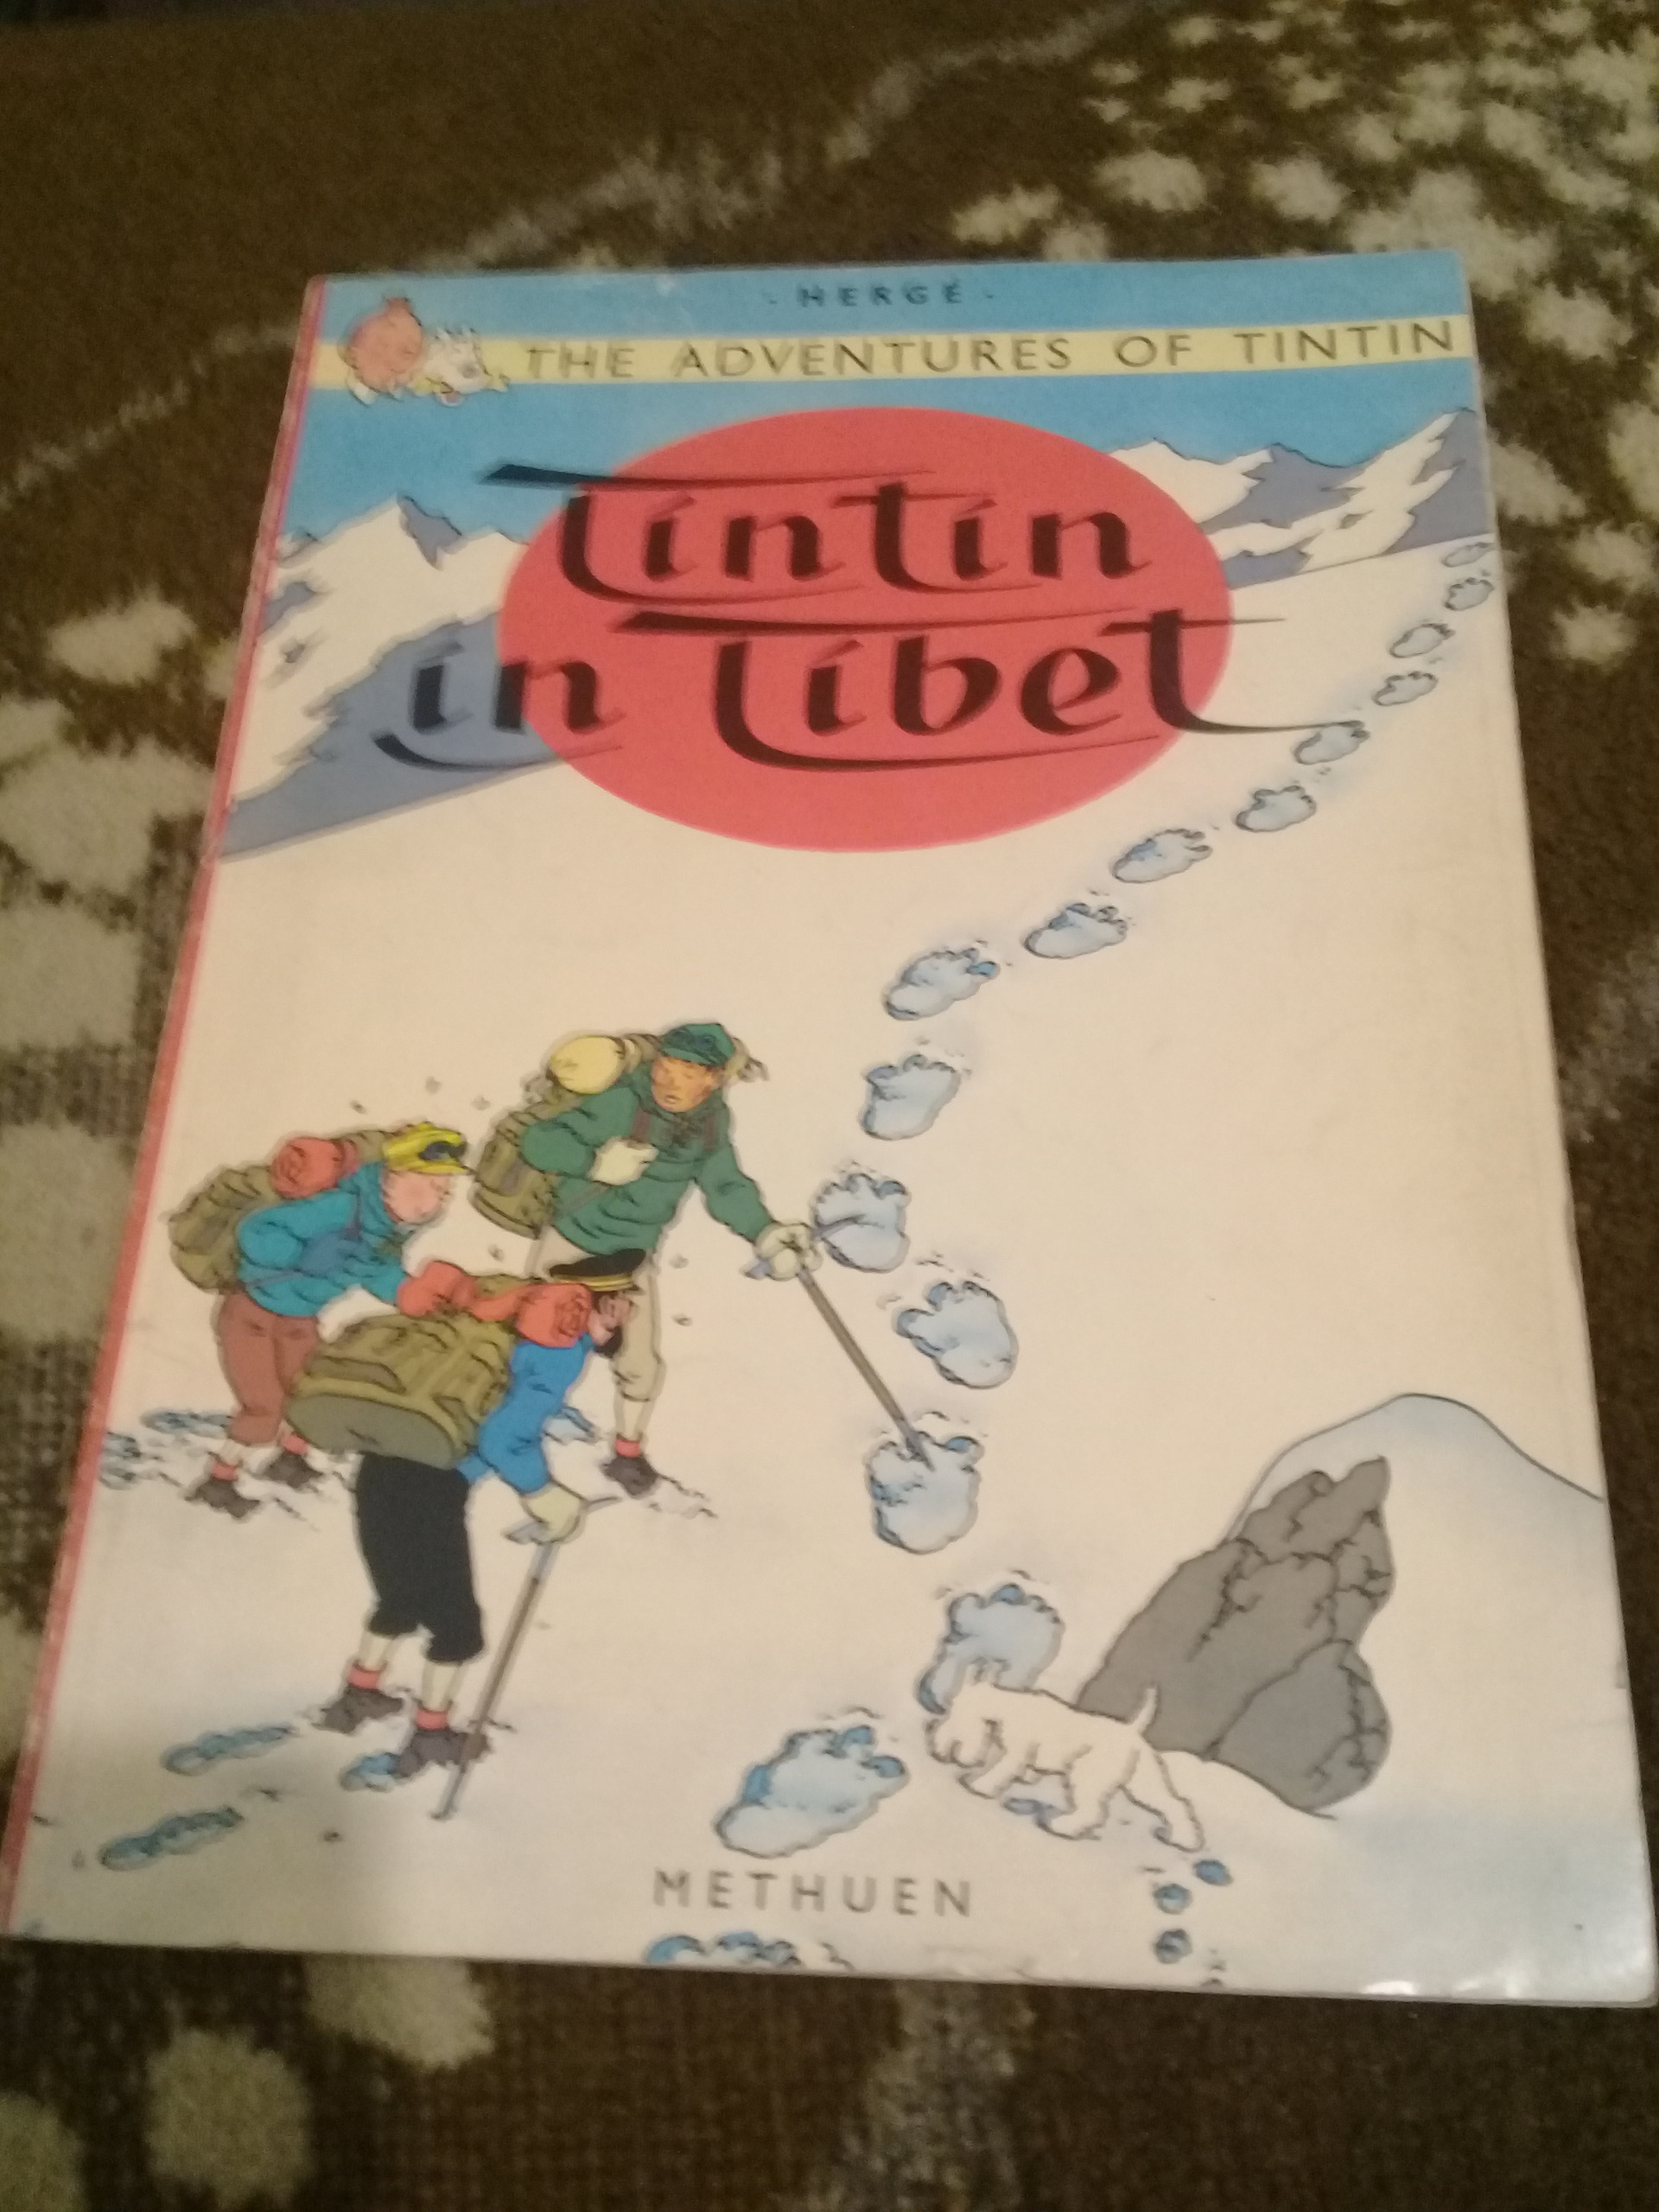 - HERGÉ -
THE ADVENTURES OF TINTIN
Tintin
in Tibet
METHUEN